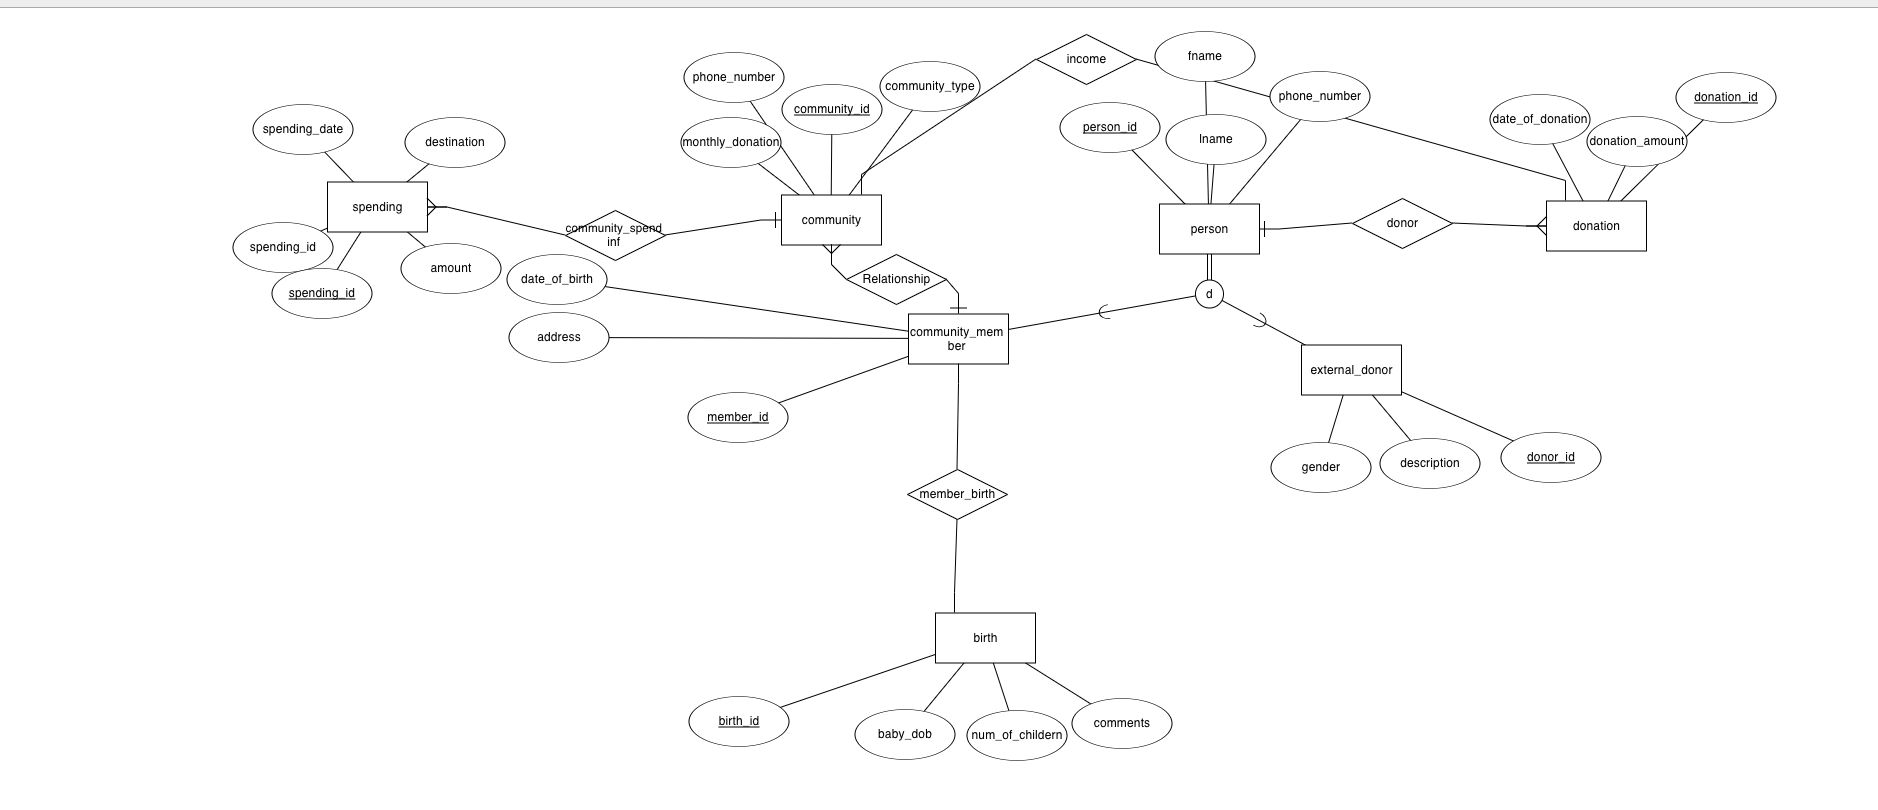 income
fname
phone_number
community_type
phone_number
donation_id
community_id
date_of_donation
spending_date
person_id
lname
destination
monthly_donation
donation_amount
spending
community
community_spend
inf
person
donor
donation
spending_id
amount
date_of_birth
Relationship
spending_id
d
address
community_mem
ber
external_donor
member_id
gender
description
donor_id
member_birth
birth
birth_id
baby_dob
num_of_childern
comments